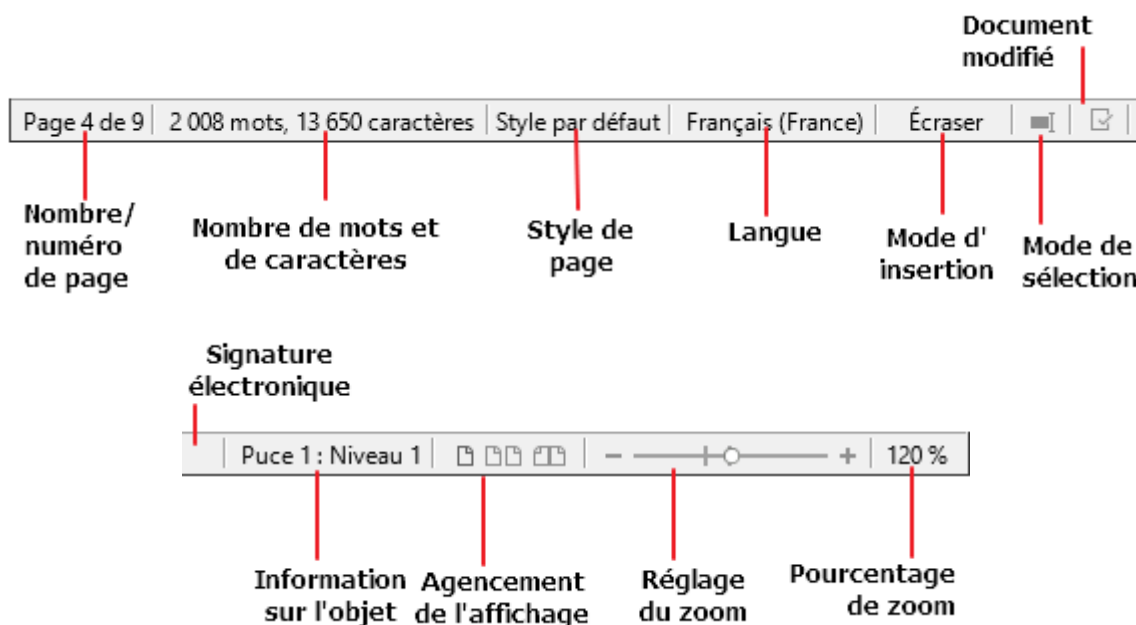 Document
modifié
Page 4 de 9 2 008 mots, 13 650 caractères Style par défaut Français (France) Écraser
Nombre/
numéro
de page
Nombre de mots et
de caractères
Style de
page
Langue
Mode d'
insertion
Mode de
sélection
Signature
électronique
Puce 1 : Niveau 1 120 %
Information
sur l'objet
Agencement
de l'affichage
Réglage
du zoom
Pourcentage
de zoom